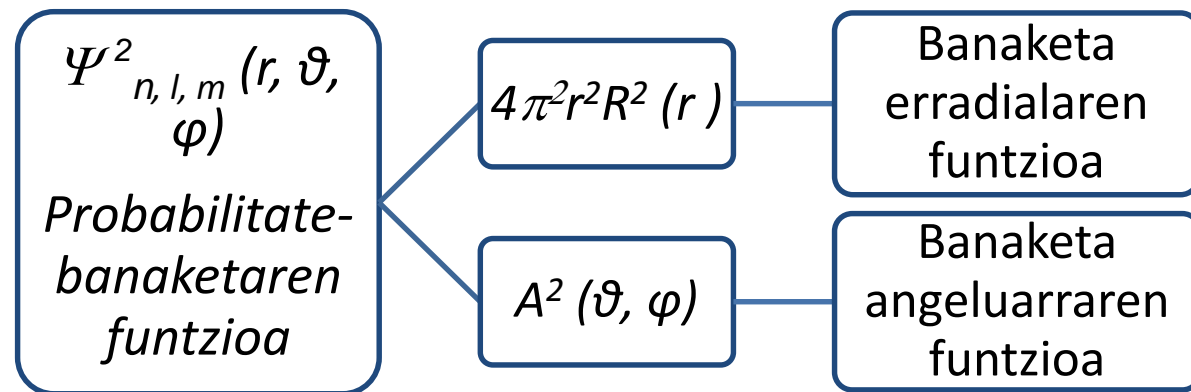 Ψ²ₙ, ₗ, ₘ (r, ϑ,
φ)
Probabilitate-
banaketaren
funtzioa
4π²r²R² (r )
A² (ϑ, φ)
Banaketa
erradialaren
funtzioa
Banaketa
angeluarraren
funtzioa